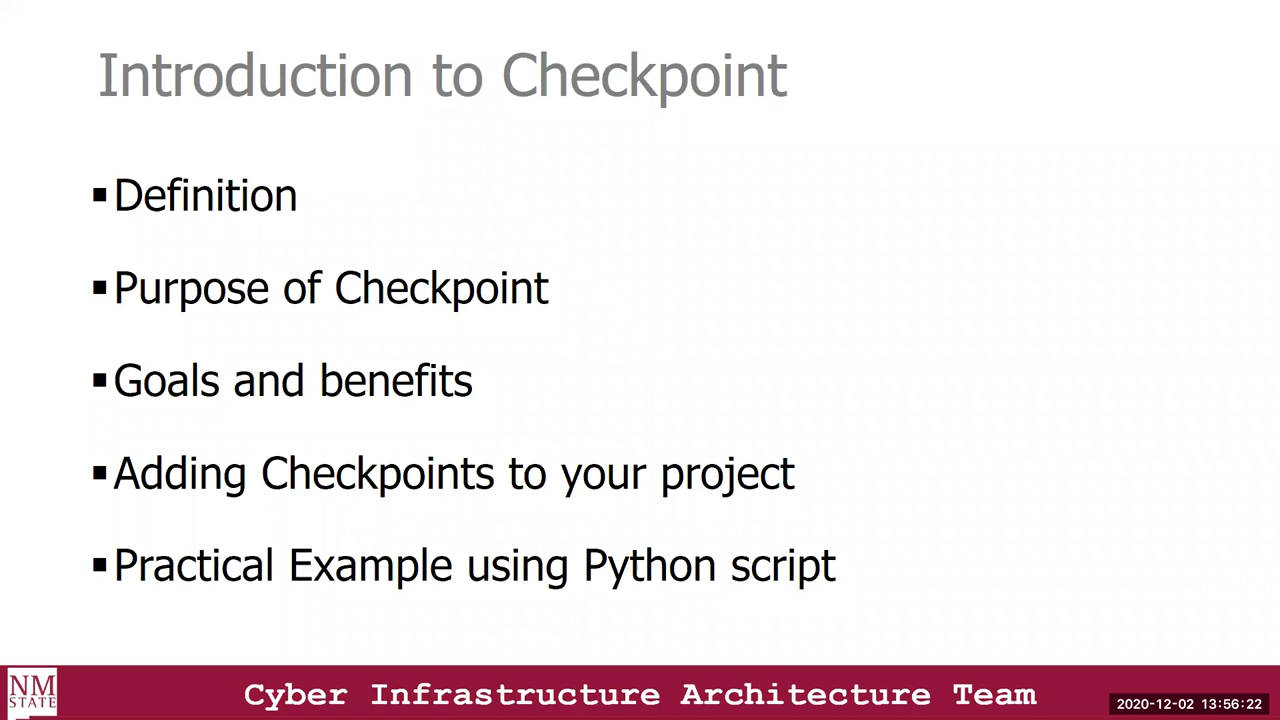 Introduction to Checkpoint
▪Definition
▪Purpose of Checkpoint
▪Goals and benefits
▪Adding Checkpoints to your project
▪Practical Example using Python script
NM
STATE
Cyber Infrastructure Architecture Team
2020-12-02 13:56:22